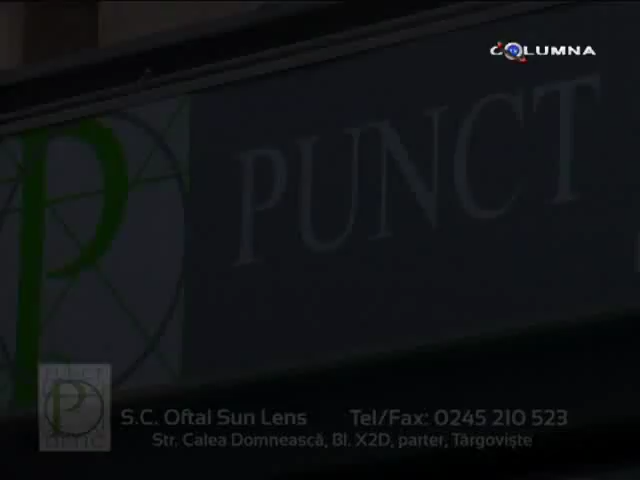 COLUMNA
P PUNCT
P
S.C. Oftal Sun Lens Tel/Fax: 0245 210 523
Str. Calea Domnească, Bl. X2D, parter, Târgoviște